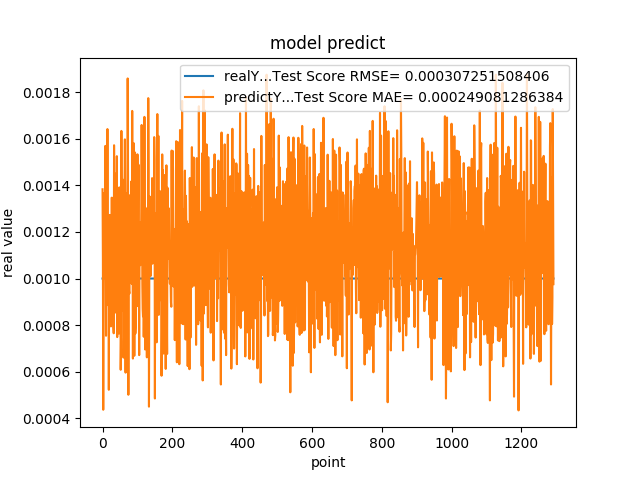 model predict
realY...Test Score RMSE= 0.000307251508406
predictY...Test Score MAE= 0.000249081286384
real value
0.0018
0.0016
0.0014
0.0012
0.0010
0.0008
0.0006
0.0004
0 200 400 600 800 1000 1200
point